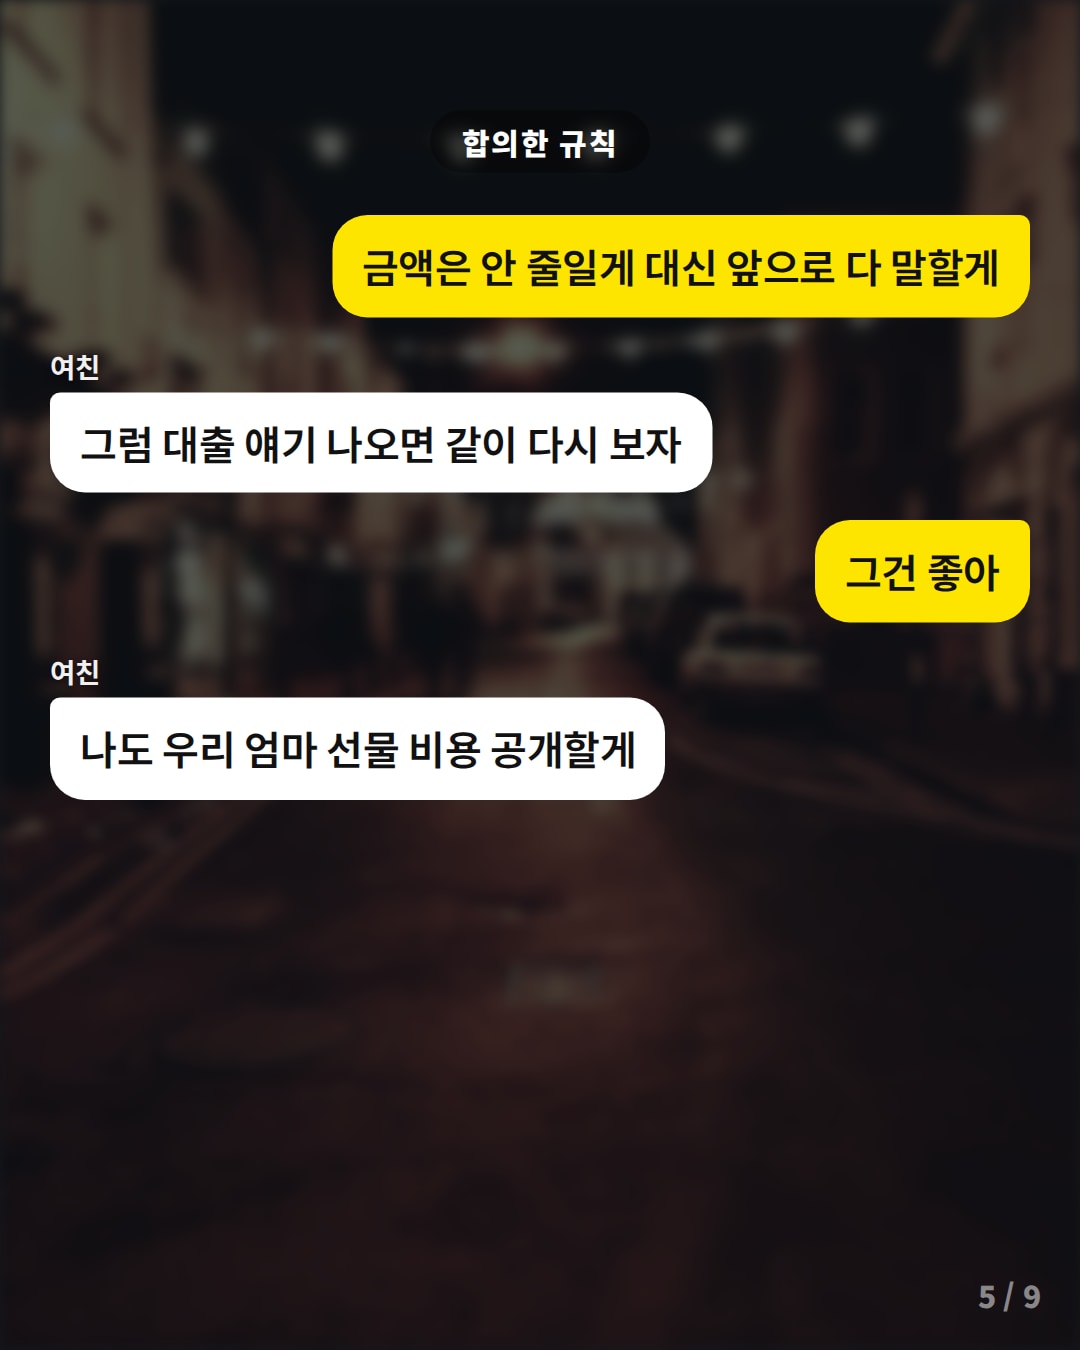 합의한 규칙
금액은 안 줄일게 대신 앞으로 다 말할게
여친
그럼 대출 얘기 나오면 같이 다시 보자
그건 좋아
여친
나도 우리 엄마 선물 비용 공개할게
5 / 9